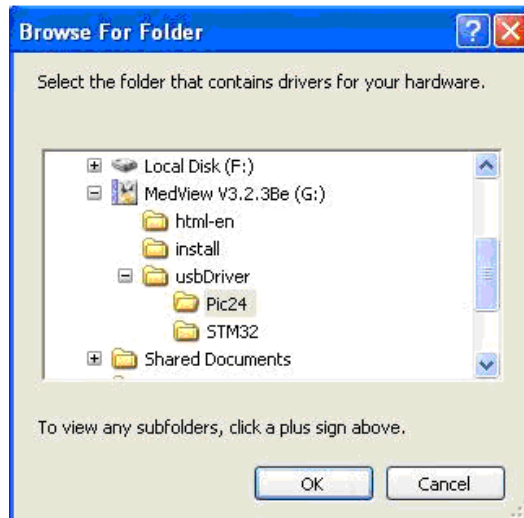 Browse For Folder
Select the folder that contains drivers for your hardware.
Local Disk (F:)
MedView V3.2.3Be (G:)
html-en
install
usbDriver
Pic24
STM32
Shared Documents
To view any subfolders, click a plus sign above.
OK Cancel